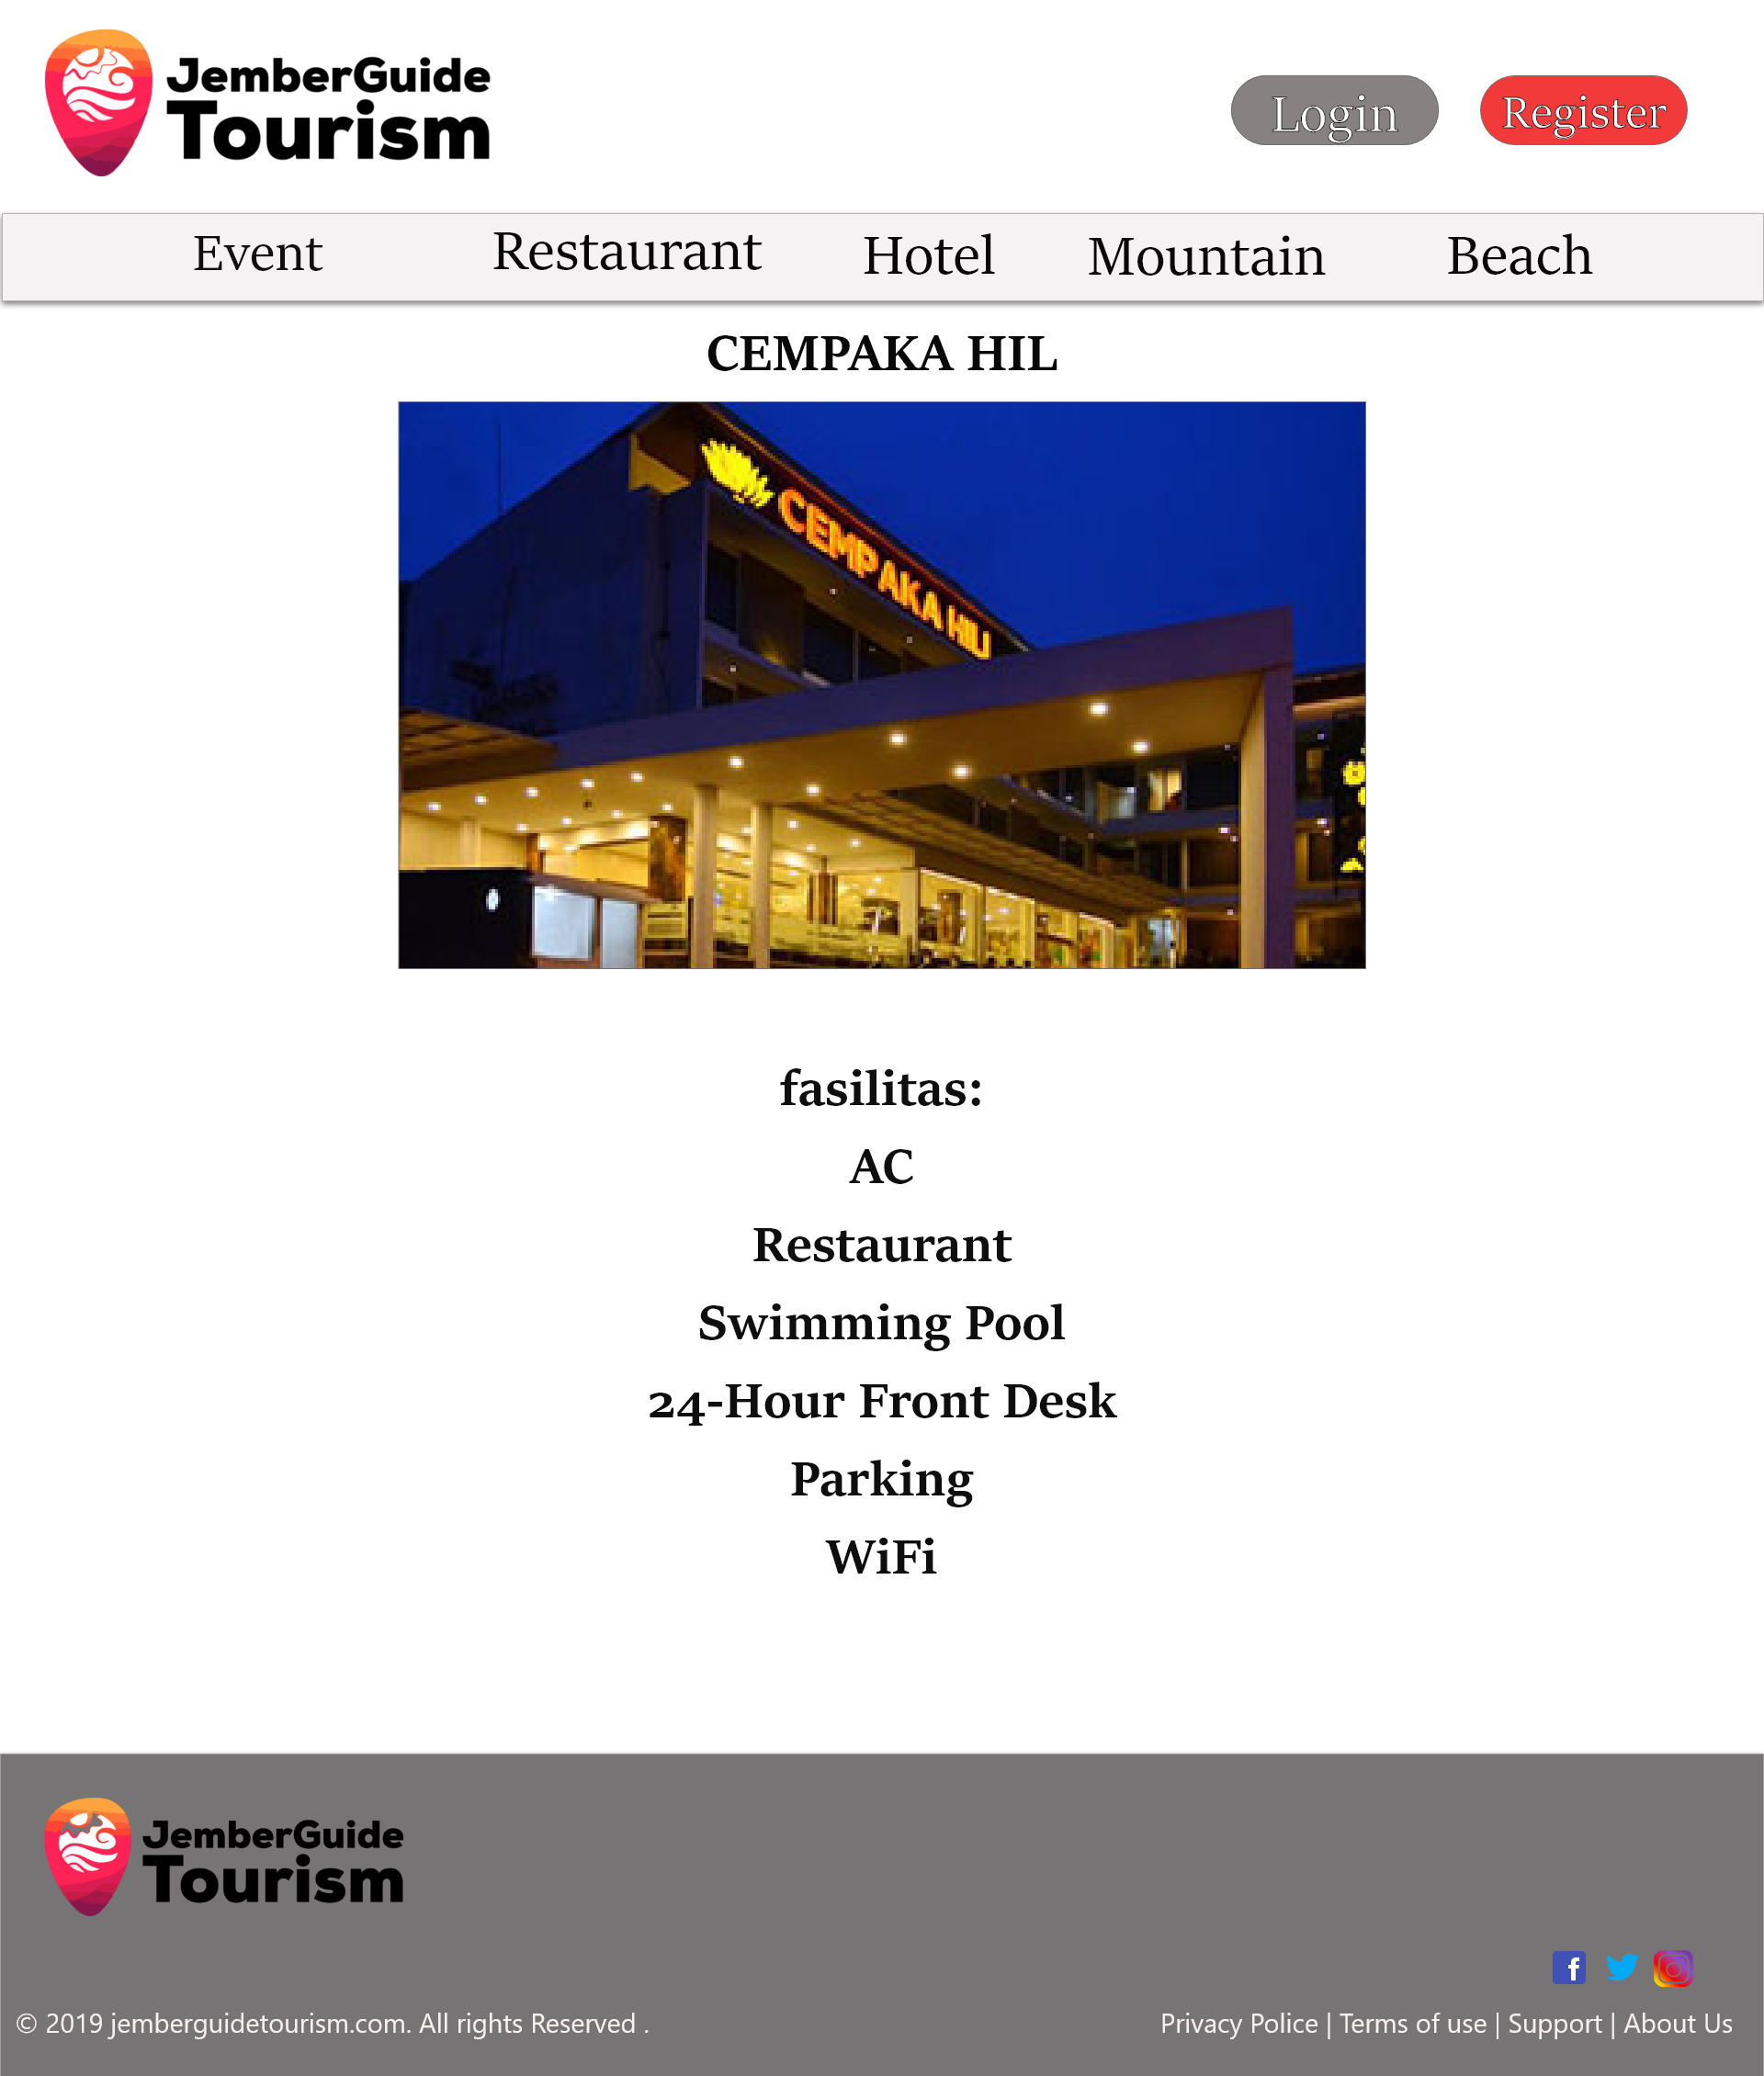 JemberGuide
Tourism
Login
Register
Event
Restaurant
Hotel
Mountain
Beach
CEMPAKA HIL
CEMPAKA HILL
fasilitas:
AC
Restaurant
Swimming Pool
24-Hour Front Desk
Parking
WiFi
JemberGuide
Tourism
© 2019 jemberguidetourism.com. All rights Reserved .
Privacy Police | Terms of use | Support | About Us